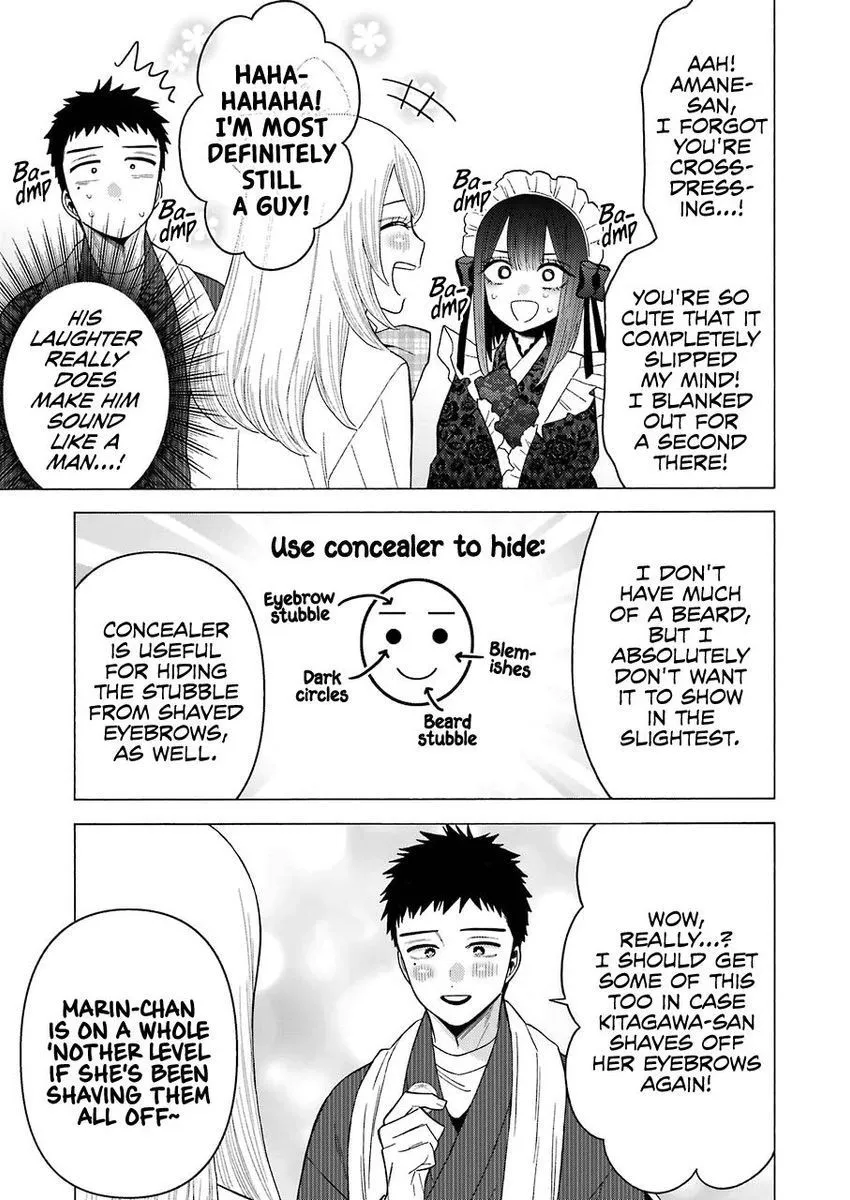 AAH!
AMANE-
SAN,
I FORGOT
YOU'RE
CROSS-
DRESS-
ING...!
YOU'RE SO
CUTE THAT IT
COMPLETELY
SLIPPED
MY MIND!
I BLANKED
OUT FOR
A SECOND
THERE!
Ba-
dmp
Ba-
dmp
Ba-
dmp
HAHA-
HAHAHA!
I'M MOST
DEFINITELY
STILL
A GUY!
Ba-
dmp
Ba-
dmp
HIS
LAUGHTER
REALLY
DOES
MAKE HIM
SOUND
LIKE A
MAN...!
I DON'T
HAVE MUCH
OF A BEARD,
BUT I
ABSOLUTELY
DON'T WANT
IT TO SHOW
IN THE
SLIGHTEST.
Use concealer to hide:
Eyebrow
stubble
Dark
circles
Blem-
ishes
Beard
stubble
CONCEALER
IS USEFUL
FOR HIDING
THE STUBBLE
FROM SHAVED
EYEBROWS,
AS WELL.
WOW,
REALLY...?
I SHOULD GET
SOME OF THIS
TOO IN CASE
KITAGAWA-SAN
SHAVES OFF
HER EYEBROWS
AGAIN!
MARIN-CHAN
IS ON A WHOLE
'NOTHER LEVEL
IF SHE'S BEEN
SHAVING THEM
ALL OFF~